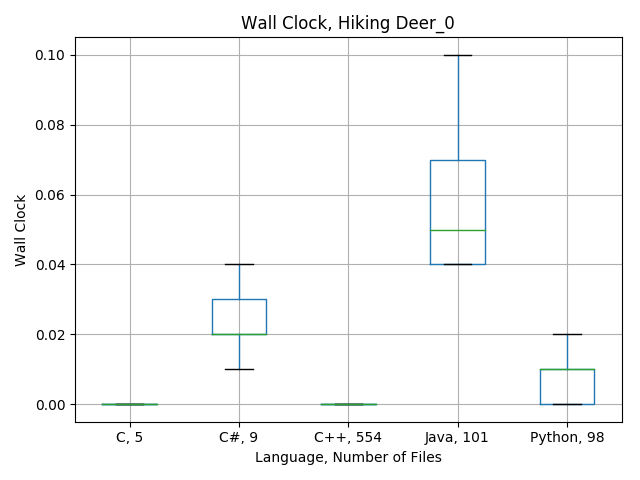 Wall Clock, Hiking Deer_0
0.10
0.08
0.06
0.04
0.02
0.00
Wall Clock
C, 5
C#, 9
C++, 554
Java, 101
Python, 98
Language, Number of Files